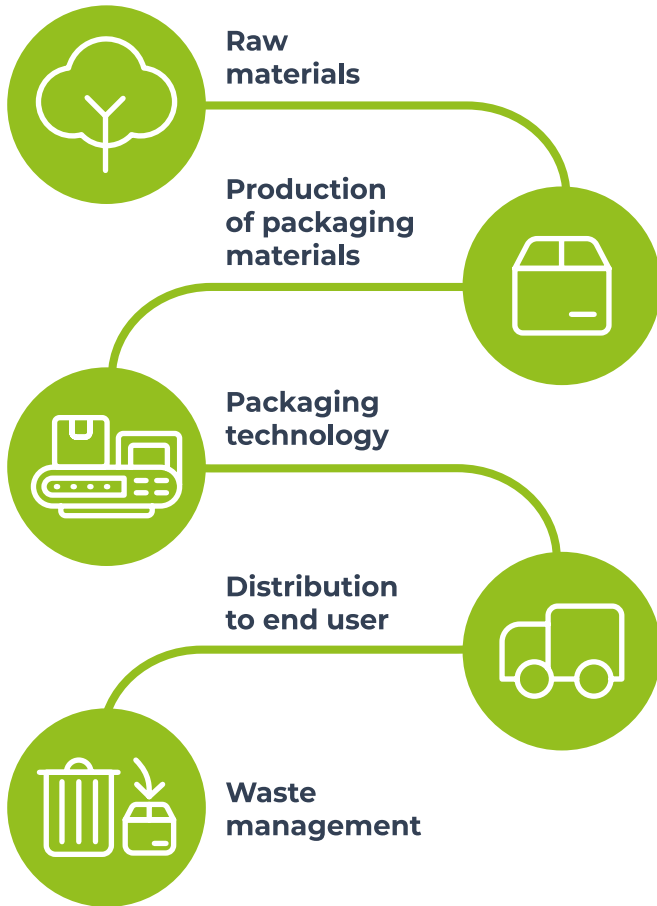 Raw
materials
Production
of packaging
materials
Packaging
technology
Distribution
to end user
Waste
management